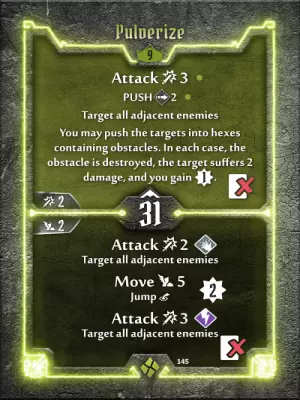 Pulverize
9
Attack 3
PUSH 2
Target all adjacent enemies
You may push the targets into hexes
containing obstacles. In each case, the
obstacle is destroyed, the target suffers 2
damage, and you gain 1
2
31
2
Attack 2
Target all adjacent enemies
Move 5
Jump
2
Attack 3
Target all adjacent enemies
145